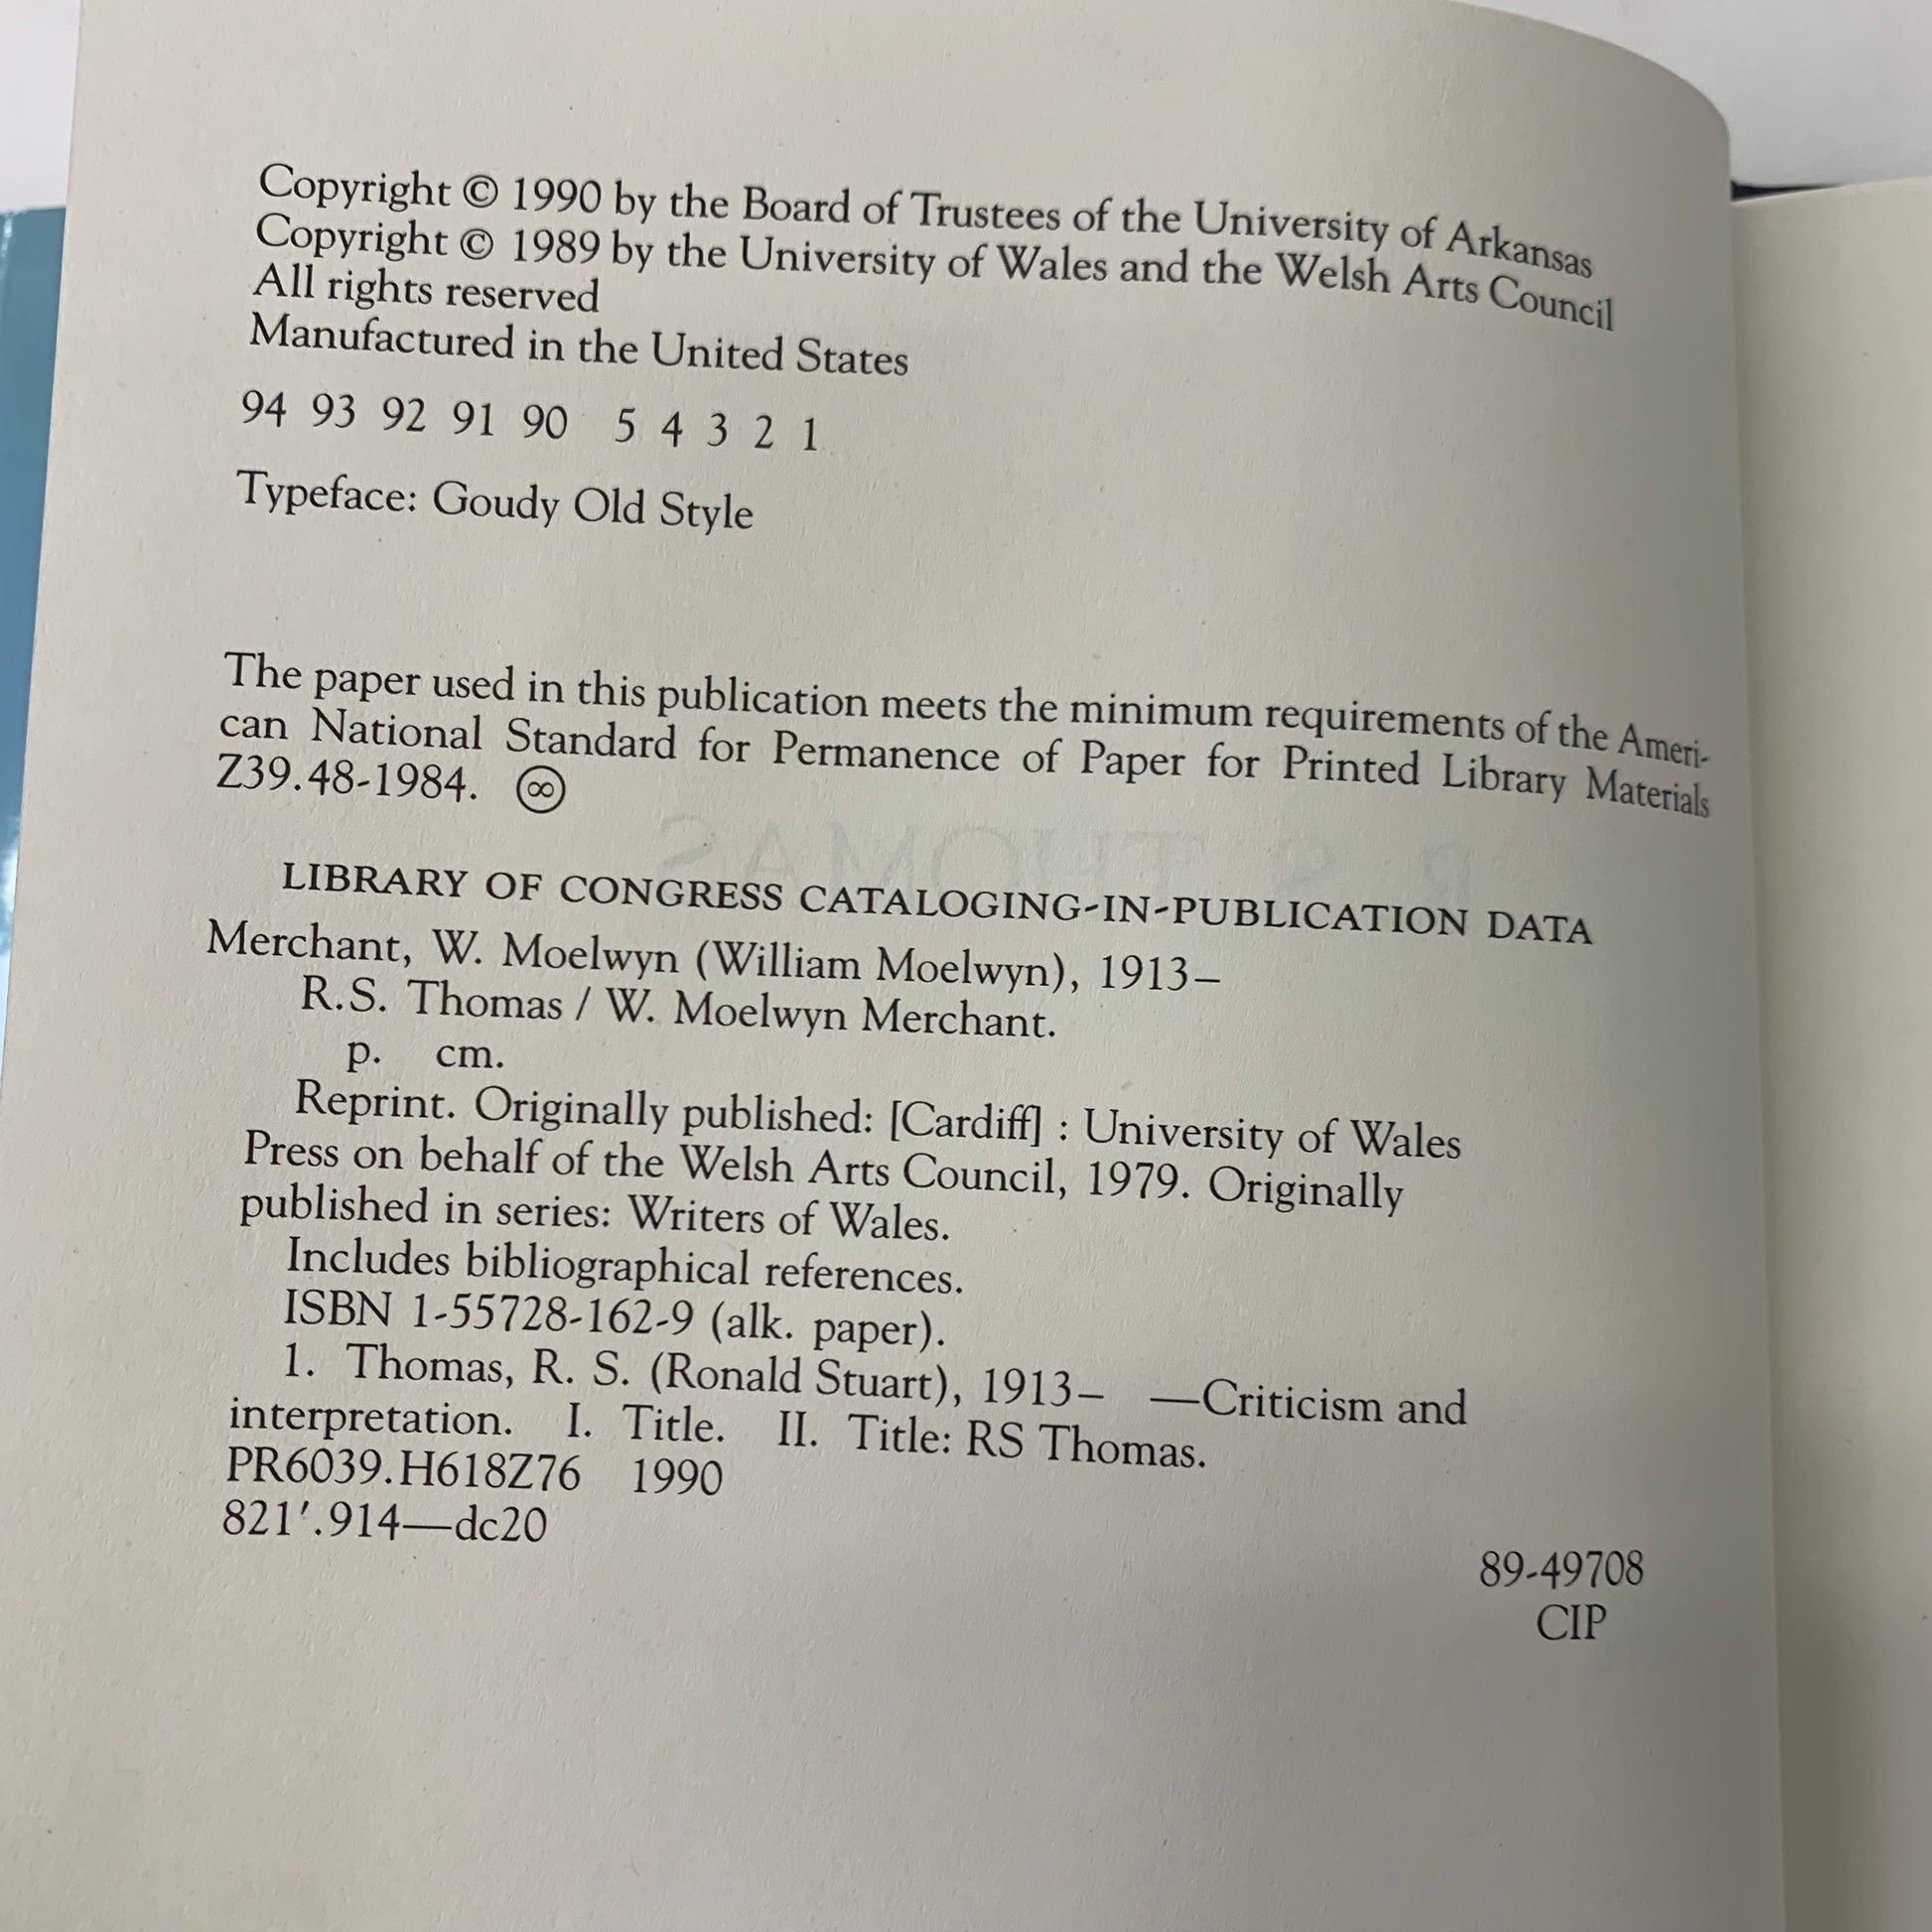 Copyright © 1990 by the Board of Trustees of the University of Arkansas
Copyright © 1989 by the University of Wales and the Welsh Arts Council
All rights reserved
Manufactured in the United States
94 93 92 91 90 5 4 3 2 1
Typeface: Goudy Old Style
The paper used in this publication meets the minimum requirements of the Ameri-
can National Standard for Permanence of Paper for Printed Library Materials
Z39.48-1984. ♾
R. S. THOMAS
LIBRARY OF CONGRESS CATALOGING-IN-PUBLICATION DATA
Merchant, W. Moelwyn (William Moelwyn), 1913–
R.S. Thomas / W. Moelwyn Merchant.
p. cm.
Reprint. Originally published: [Cardiff] : University of Wales
Press on behalf of the Welsh Arts Council, 1979. Originally
published in series: Writers of Wales.
Includes bibliographical references.
ISBN 1-55728-162-9 (alk. paper).
1. Thomas, R. S. (Ronald Stuart), 1913– —Criticism and
interpretation. I. Title. II. Title: RS Thomas.
PR6039.H618Z76 1990
821′.914—dc20
89-49708
CIP